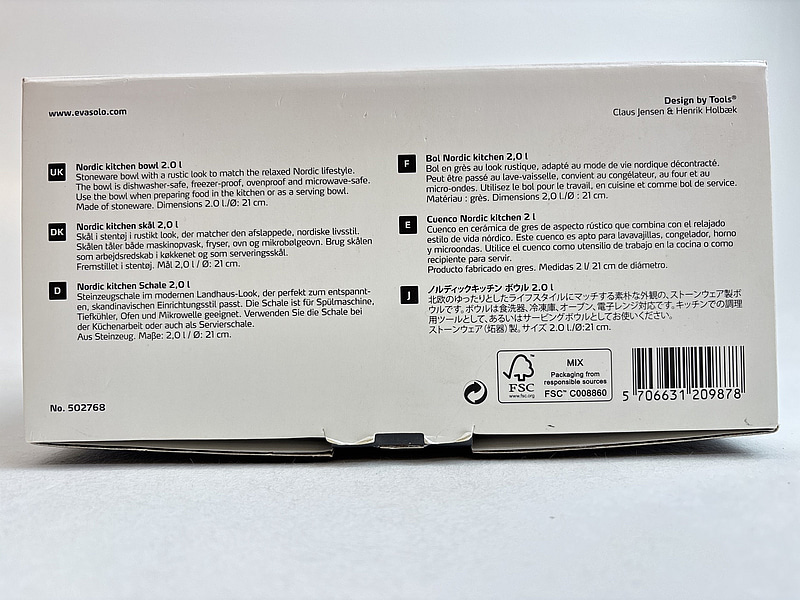 www.evasolo.com
Design by Tools®
Claus Jensen & Henrik Holbæk
UK
Nordic kitchen bowl 2.0 l
Stoneware bowl with a rustic look to match the relaxed Nordic lifestyle.
The bowl is dishwasher-safe, freezer-proof, ovenproof and microwave-safe.
Use the bowl when preparing food in the kitchen or as a serving bowl.
Made of stoneware. Dimensions 2.0 l./Ø: 21 cm.
DK
Nordic kitchen skål 2,0 l
Skål i stentøj i rustikt look, der matcher den afslappede, nordiske livsstil.
Skålen tåler både maskinopvask, fryser, ovn og mikrobølgeovn. Brug skålen
som arbejdsredskab i køkkenet og som serveringsskål.
Fremstillet i stentøj. Mål 2,0 l / Ø: 21 cm.
D
Nordic kitchen Schale 2,0 l
Steinzeugschale im modernen Landhaus-Look, der perfekt zum entspannt-
en, skandinavischen Einrichtungsstil passt. Die Schale ist für Spülmaschine,
Tiefkühler, Ofen und Mikrowelle geeignet. Verwenden Sie die Schale bei
der Küchenarbeit oder auch als Servierschale.
Aus Steinzeug. Maße: 2,0 l / Ø: 21 cm.
No. 502768
F
Bol Nordic kitchen 2,0 l
Bol en grès au look rustique, adapté au mode de vie nordique décontracté.
Peut être passé au lave-vaisselle, convient au congélateur, au four et au
micro-ondes. Utilisez le bol pour le travail, en cuisine et comme bol de service.
Matériau : grès. Dimensions 2,0 l./Ø : 21 cm.
E
Cuenco Nordic kitchen 2 l
Cuenco en cerámica de gres de aspecto rústico que combina con el relajado
estilo de vida nórdico. Este cuenco es apto para lavavajillas, congelador, horno
y microondas. Utilice el cuenco como utensilio de trabajo en la cocina o como
recipiente para servir.
Producto fabricado en gres. Medidas 2 l/ 21 cm de diámetro.
J
ノルディックキッチン ボウル 2.0 l
北欧のゆったりとしたライフスタイルにマッチする素朴な外観の、ストーンウェア製ボ
ウルです。ボウルは食洗器、冷凍庫、オーブン、電子レンジ対応です。キッチンでの調理
用ツールとして、あるいはサービングボウルとしてお使いください。
ストーンウェア（炻器）製。サイズ 2.0 l./Ø:21 cm.
FSC
www.fsc.org
MIX
Packaging from
responsible sources
FSC™ C008860
5 706631 209878